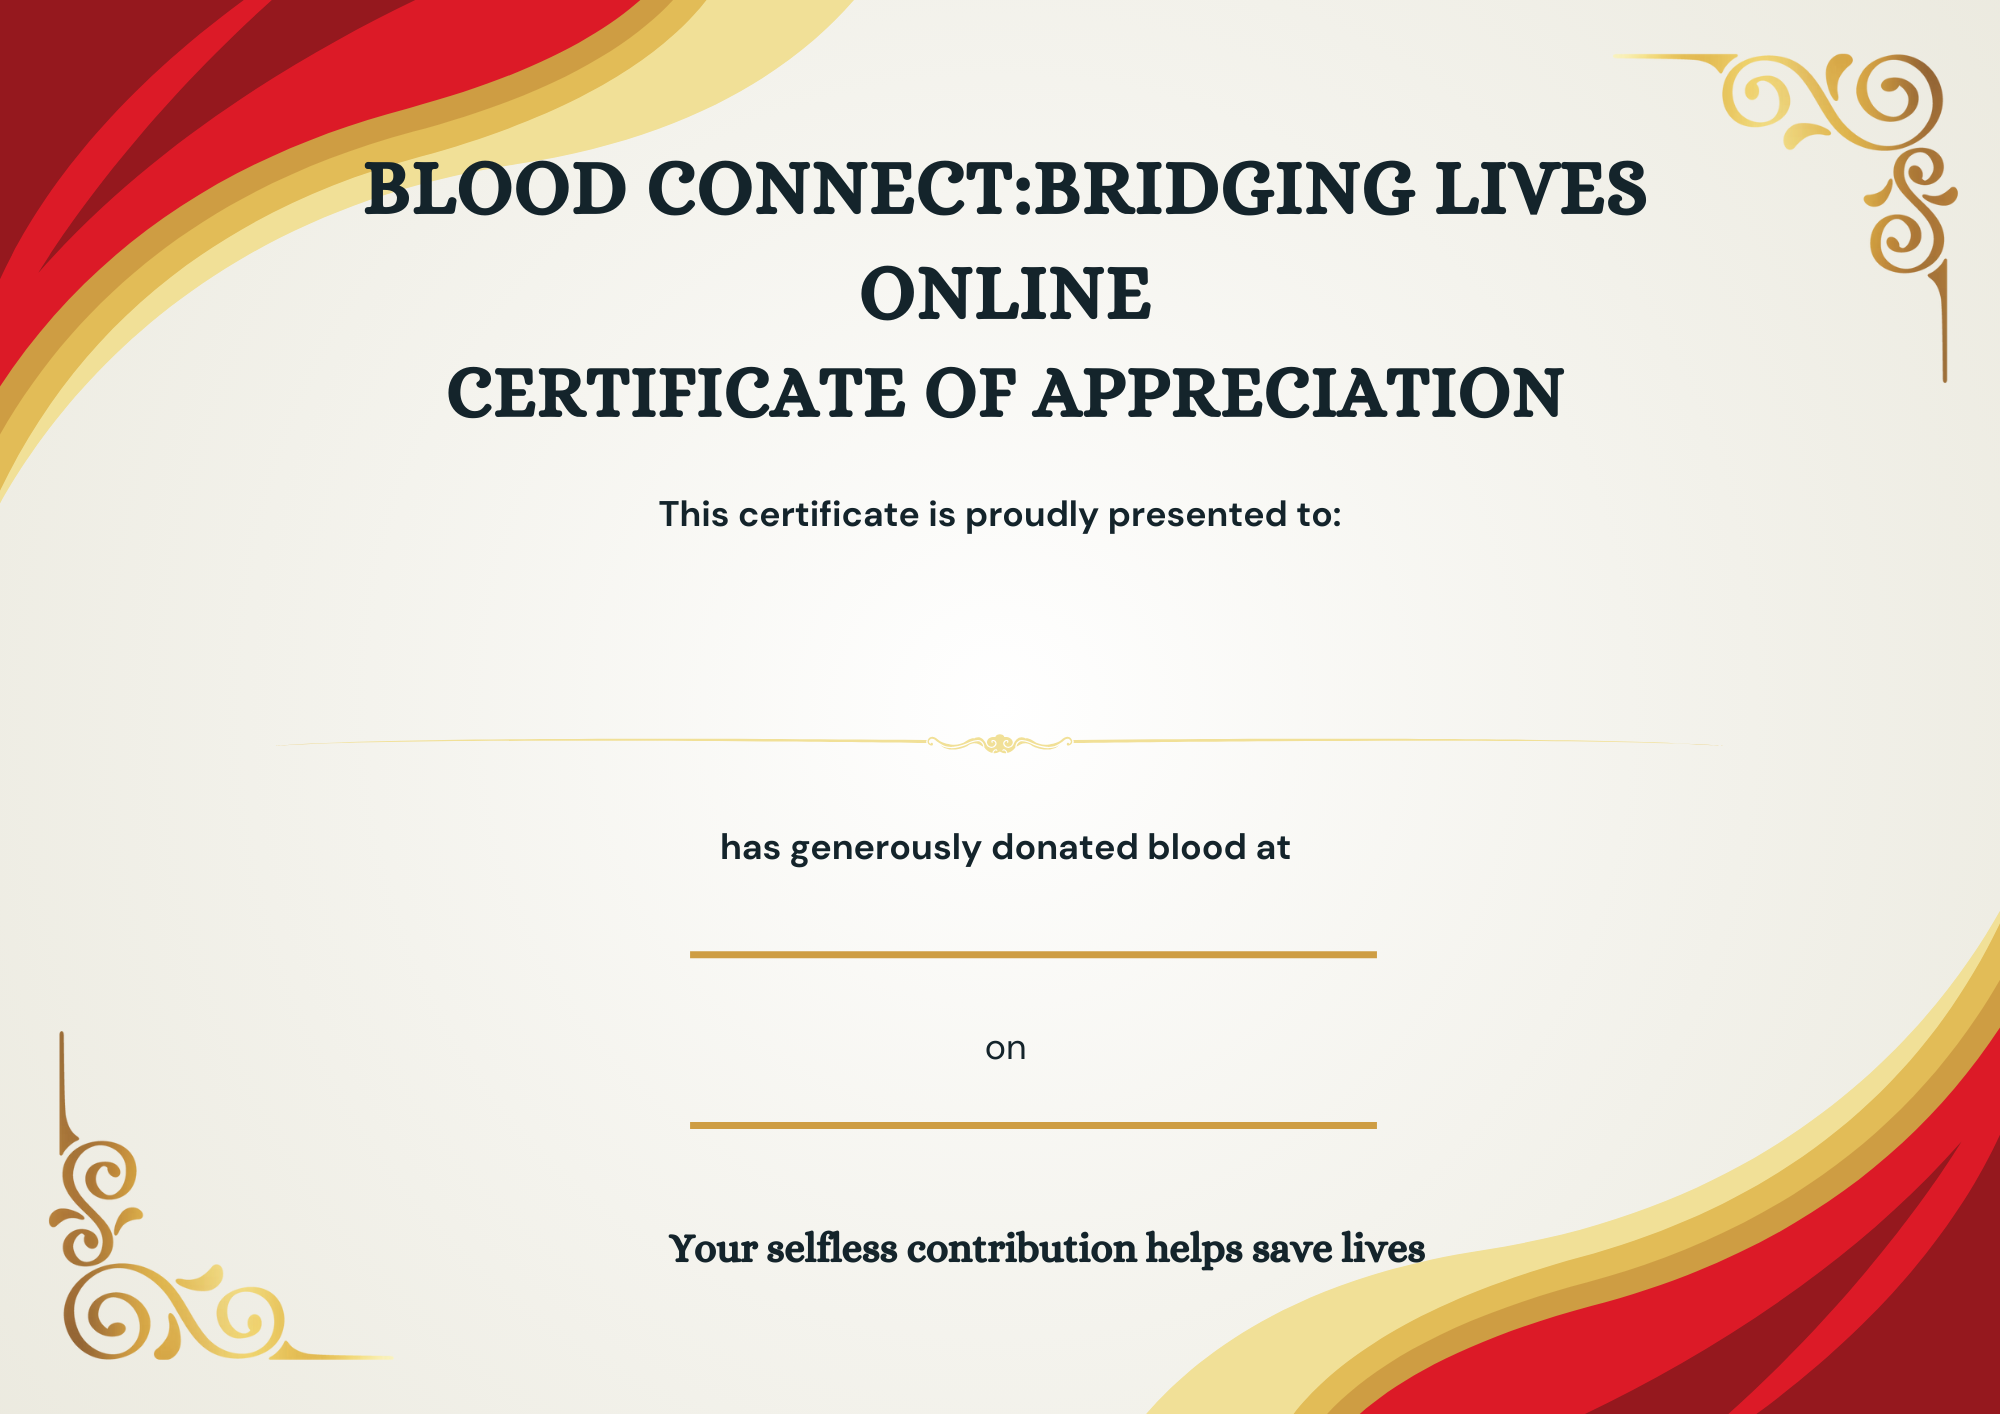 BLOOD CONNECT:BRIDGING LIVES
ONLINE
CERTIFICATE OF APPRECIATION
This certificate is proudly presented to:
has generously donated blood at
on
Your selfless contribution helps save lives